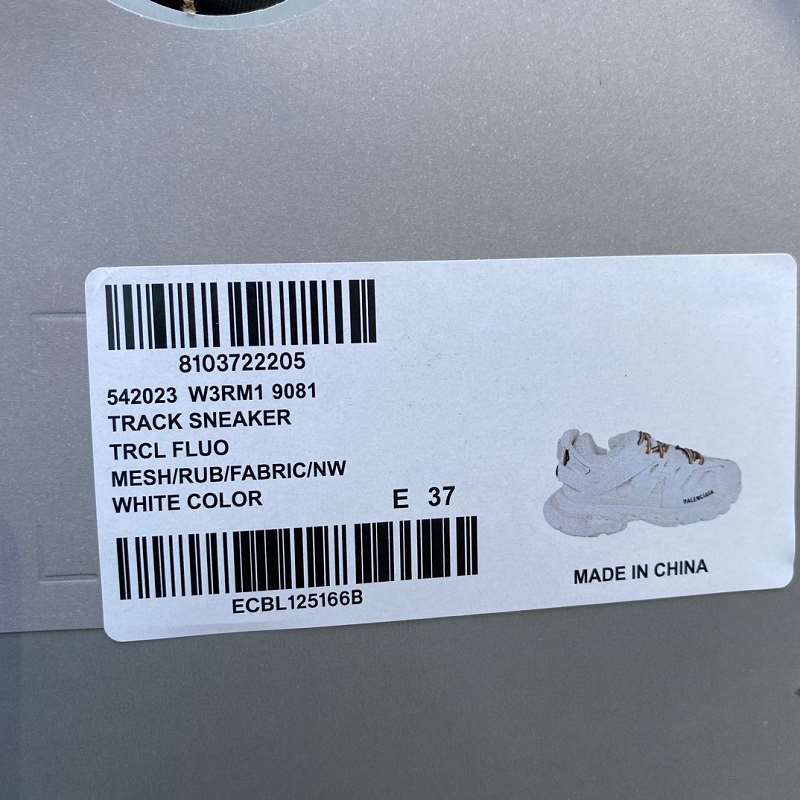 8103722205
542023 W3RM1 9081
TRACK SNEAKER
TRCL FLUO
MESH/RUB/FABRIC/NW
WHITE COLOR
E 37
BALENCIAGA
ECBL125166B
MADE IN CHINA